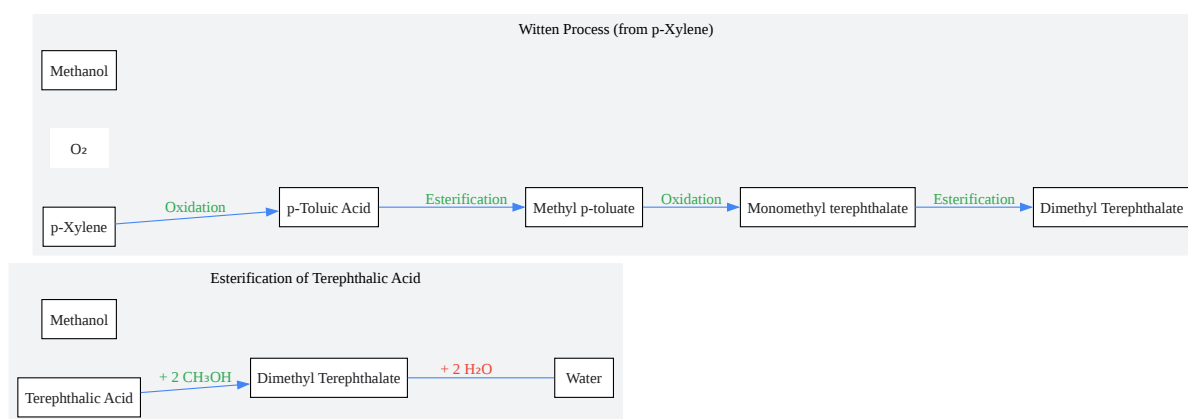 Witten Process (from p-Xylene)
Methanol
O₂
p-Xylene
Oxidation
p-Toluic Acid
Esterification
Methyl p-toluate
Oxidation
Monomethyl terephthalate
Esterification
Dimethyl Terephthalate
Esterification of Terephthalic Acid
Methanol
Terephthalic Acid
+ 2 CH₃OH
Dimethyl Terephthalate
+ 2 H₂O
Water